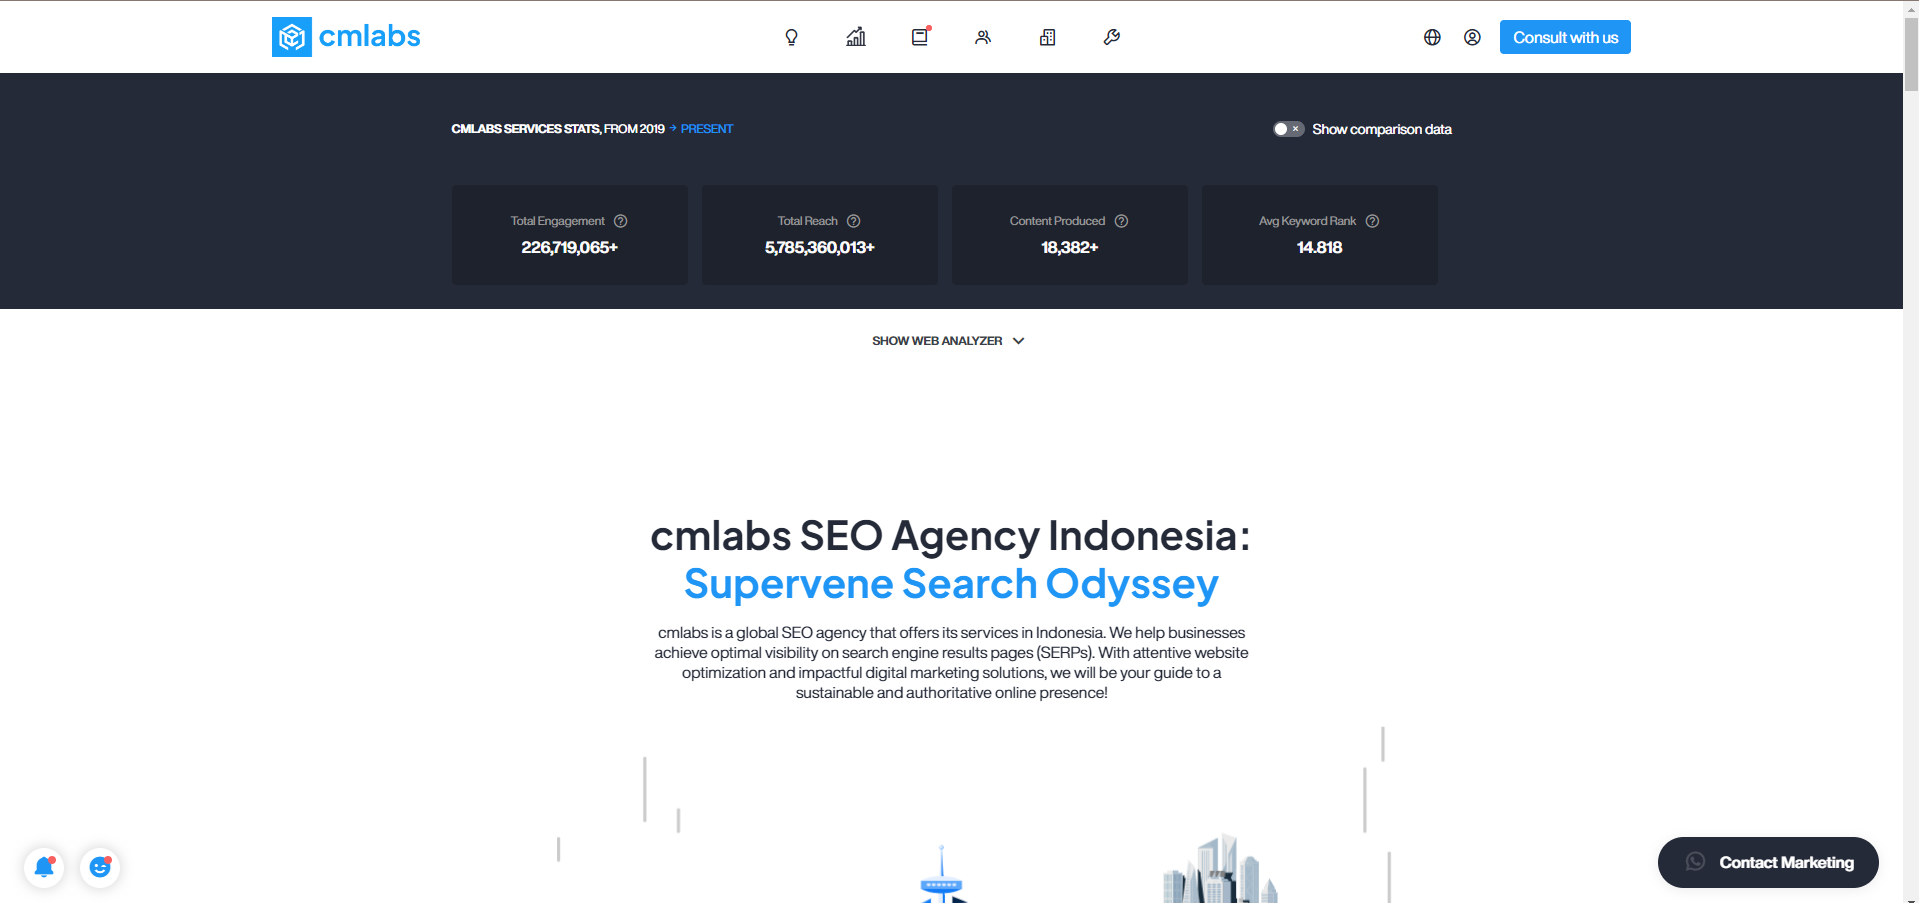 cmlabs
Consult with us
CMLABS SERVICES STATS, FROM 2019 → PRESENT
Show comparison data
Total Engagement
226,719,065+
Total Reach
5,785,360,013+
Content Produced
18,382+
Avg Keyword Rank
14.818
SHOW WEB ANALYZER
cmlabs SEO Agency Indonesia:
Supervene Search Odyssey
cmlabs is a global SEO agency that offers its services in Indonesia. We help businesses
achieve optimal visibility on search engine results pages (SERPs). With attentive website
optimization and impactful digital marketing solutions, we will be your guide to a
sustainable and authoritative online presence!
Contact Marketing